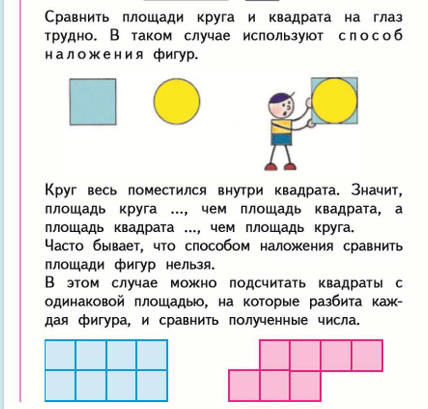 Сравнить площади круга и квадрата на глаз
трудно. В таком случае используют способ
наложения фигур.
Круг весь поместился внутри квадрата. Значит,
площадь круга ..., чем площадь квадрата, а
площадь квадрата ..., чем площадь круга.
Часто бывает, что способом наложения сравнить
площади фигур нельзя.
В этом случае можно подсчитать квадраты с
одинаковой площадью, на которые разбита каж-
дая фигура, и сравнить полученные числа.